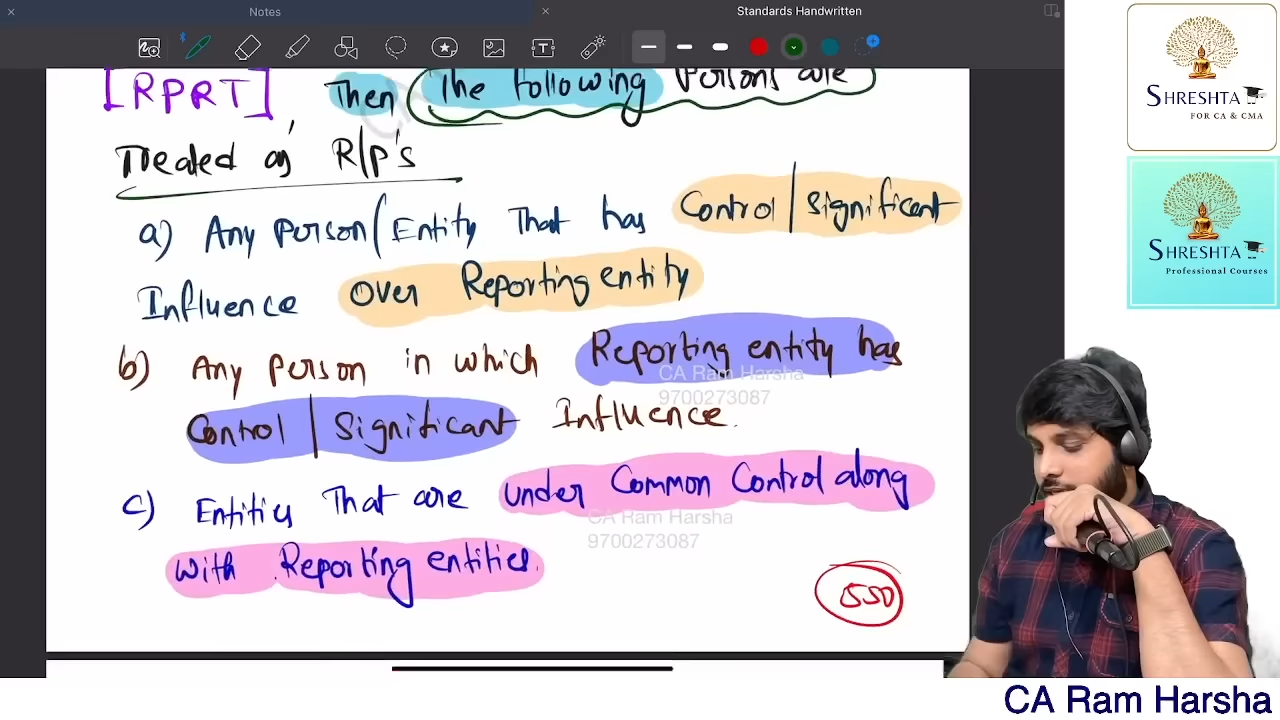 Notes
Standards Handwritten
[RPRT] Then The Following Persons are
Treated as R/P's
a) Any Person/Entity That has Control/Significant
Influence Over Reporting entity
b) Any Person in which Reporting entity has
Control/Significant Influence.
c) Entities That are under Common Control along
with Reporting entities.
550
CA Ram Harsha
9700273087
CA Ram Harsha
9700273087
SHRESHTA
FOR CA & CMA
SHRESHTA
Professional Courses
CA Ram Harsha